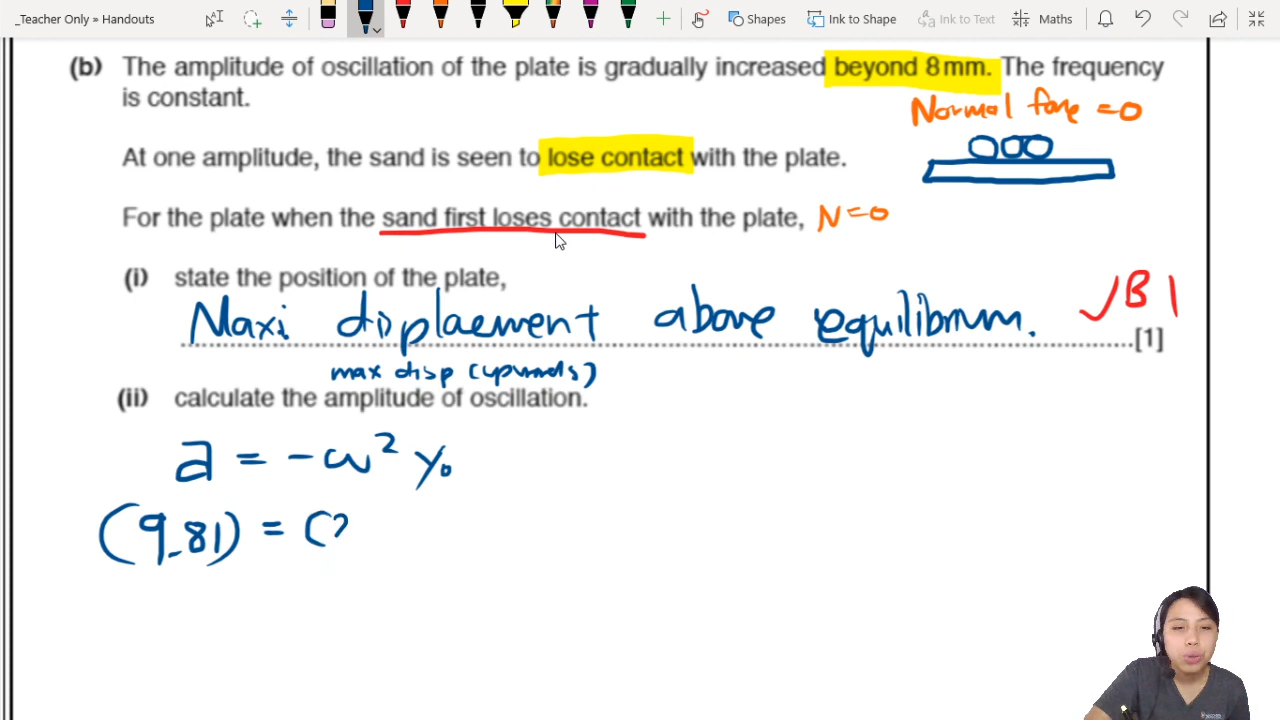 _Teacher Only » Handouts
Shapes
Ink to Shape
Ink to Text
Maths
(b) The amplitude of oscillation of the plate is gradually increased beyond 8 mm. The frequency
is constant.
Normal force = 0
At one amplitude, the sand is seen to lose contact with the plate.
For the plate when the sand first loses contact with the plate, N=0
(i) state the position of the plate,
Maxi displaement above equilibrum. ✓B1
[1]
max disp (upwards)
(ii) calculate the amplitude of oscillation.
a = -ω² y₀
(9.81) = (2